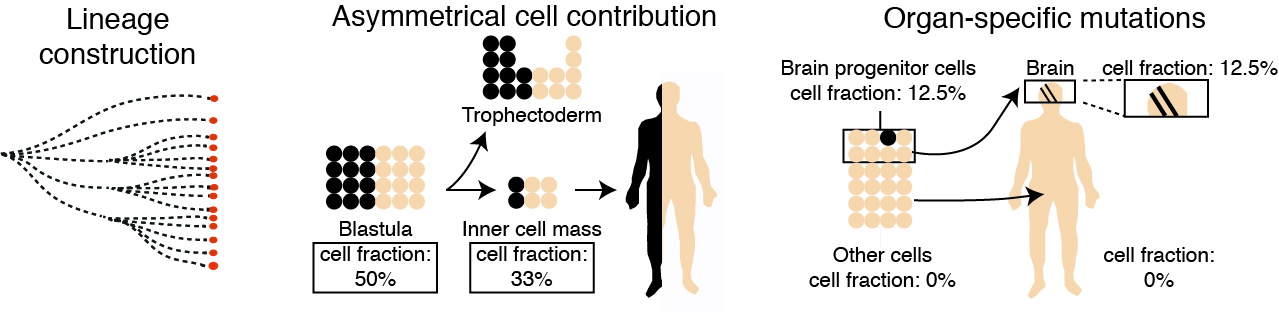 Lineage
construction
Asymmetrical cell contribution
Trophectoderm
Blastula
cell fraction:
50%
Inner cell mass
cell fraction:
33%
Organ-specific mutations
Brain progenitor cells
cell fraction: 12.5%
Brain
cell fraction: 12.5%
Other cells
cell fraction: 0%
cell fraction:
0%